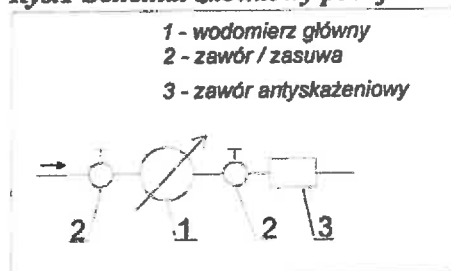 1 - wodomierz główny
2 - zawór / zasuwa
3 - zawór antyskażeniowy
2 1 2 3